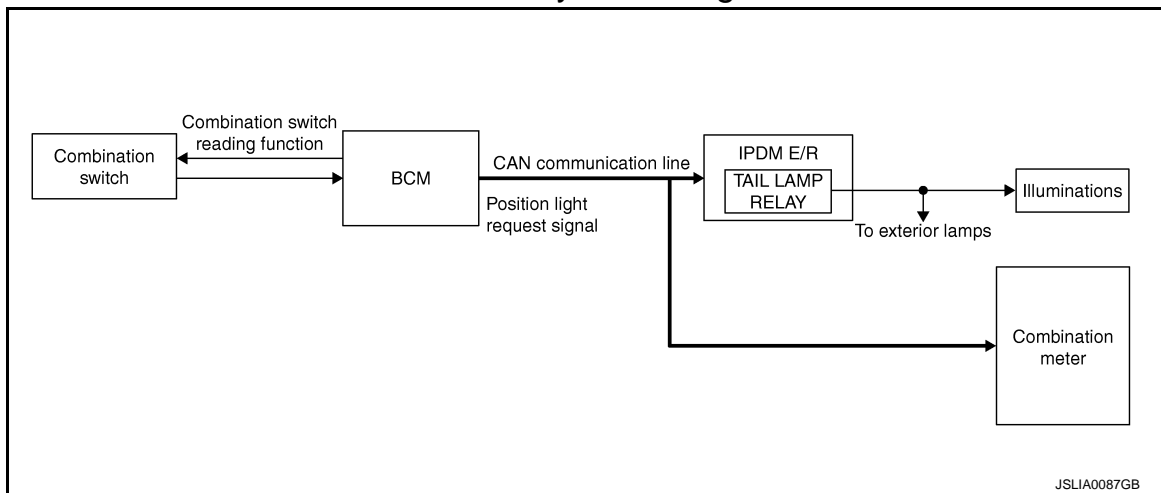 Combination switch
reading function
Combination
switch
BCM
CAN communication line
Position light
request signal
IPDM E/R
TAIL LAMP
RELAY
Illuminations
To exterior lamps
Combination
meter
JSLIA0087GB